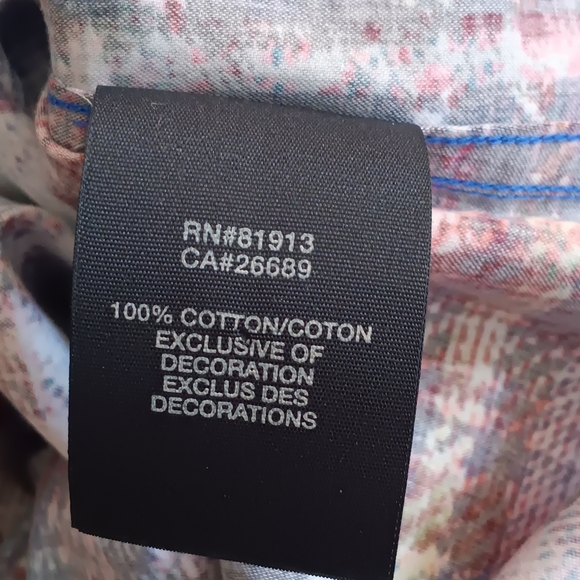 RN#81913
CA#26689
100% COTTON/COTON
EXCLUSIVE OF
DECORATION
EXCLUS DES
DECORATIONS